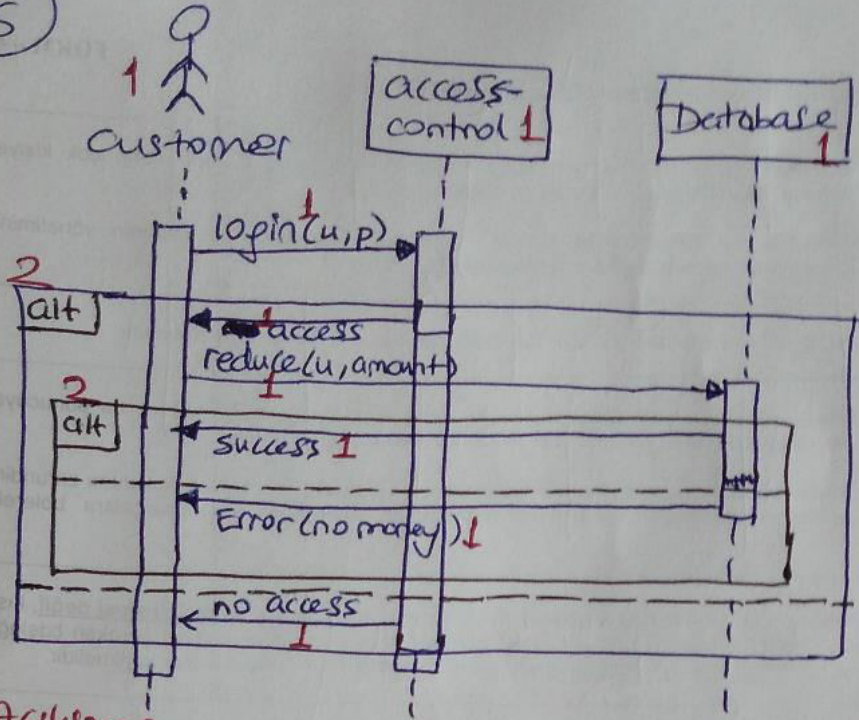 5)
1
Customer
access-
control 1
Database
1
1
login(u,p)
2
alt
1
access
reduce(u, amount)
1
2
alt
success 1
Error (no money) 1
no access
1